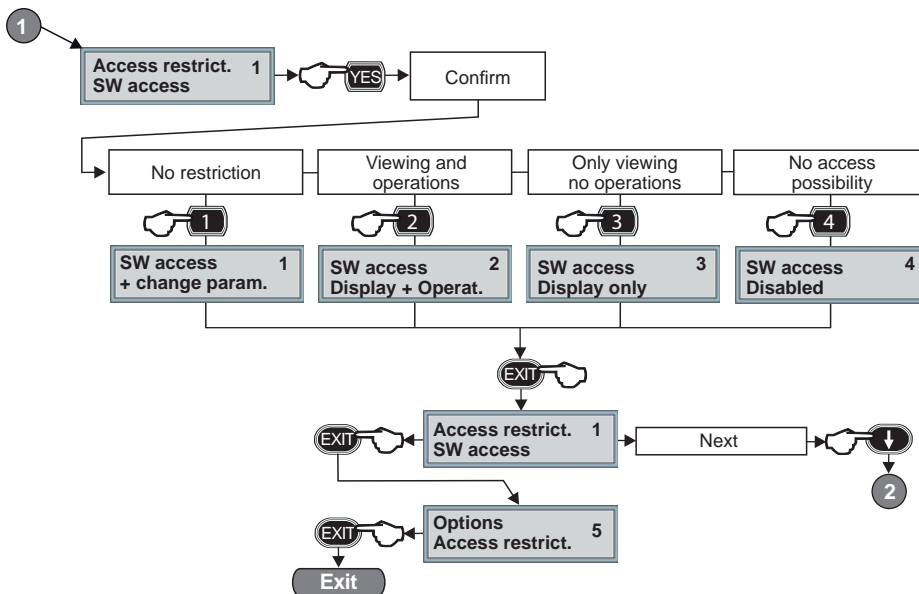 1
Access restrict. 1
SW access
YES
Confirm
No restriction
Viewing and
operations
Only viewing
no operations
No access
possibility
1
2
3
4
SW access 1
+ change param.
SW access 2
Display + Operat.
SW access 3
Display only
SW access 4
Disabled
EXIT
EXIT
Access restrict. 1
SW access
Next
2
EXIT
Options 5
Access restrict.
Exit